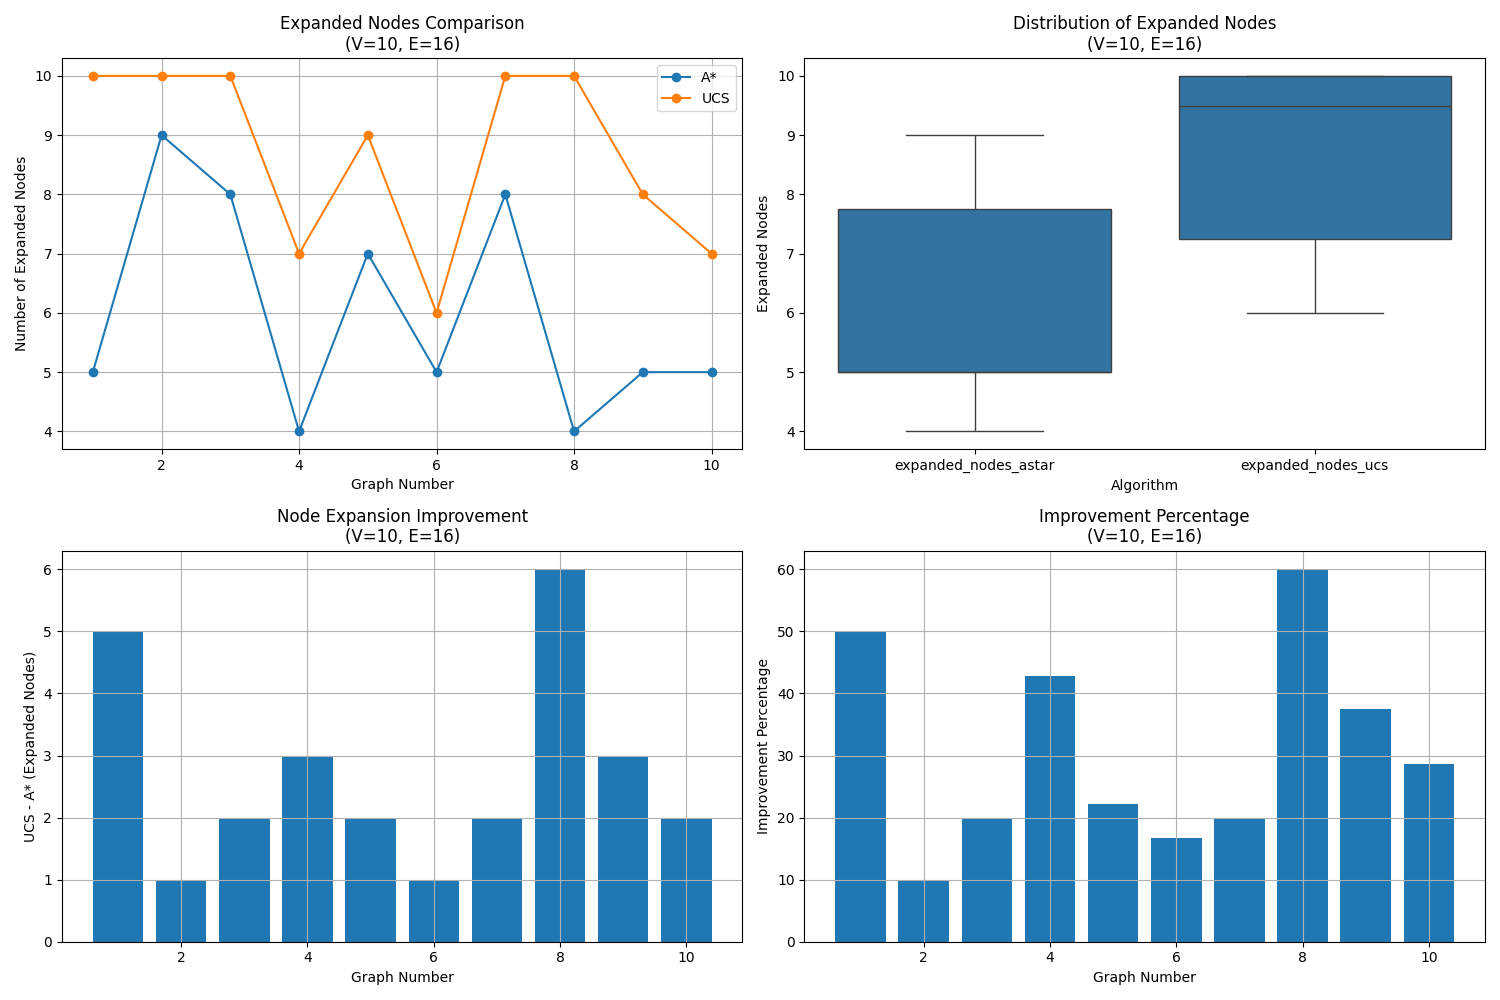 Expanded Nodes Comparison
(V=10, E=16)
Number of Expanded Nodes
10
9
8
7
6
5
4
A*
UCS
2
4
6
8
10
Graph Number
Distribution of Expanded Nodes
(V=10, E=16)
Expanded Nodes
10
9
8
7
6
5
4
expanded_nodes_astar
expanded_nodes_ucs
Algorithm
Node Expansion Improvement
(V=10, E=16)
UCS - A* (Expanded Nodes)
6
5
4
3
2
1
0
2
4
6
8
10
Graph Number
Improvement Percentage
(V=10, E=16)
Improvement Percentage
60
50
40
30
20
10
0
2
4
6
8
10
Graph Number